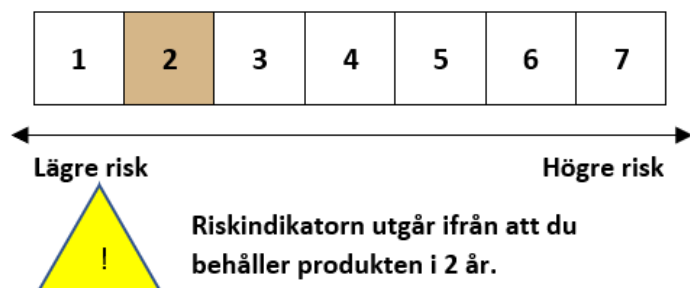 1 2 3 4 5 6 7
Lägre risk Högre risk
!
Riskindikatorn utgår ifrån att du
behåller produkten i 2 år.